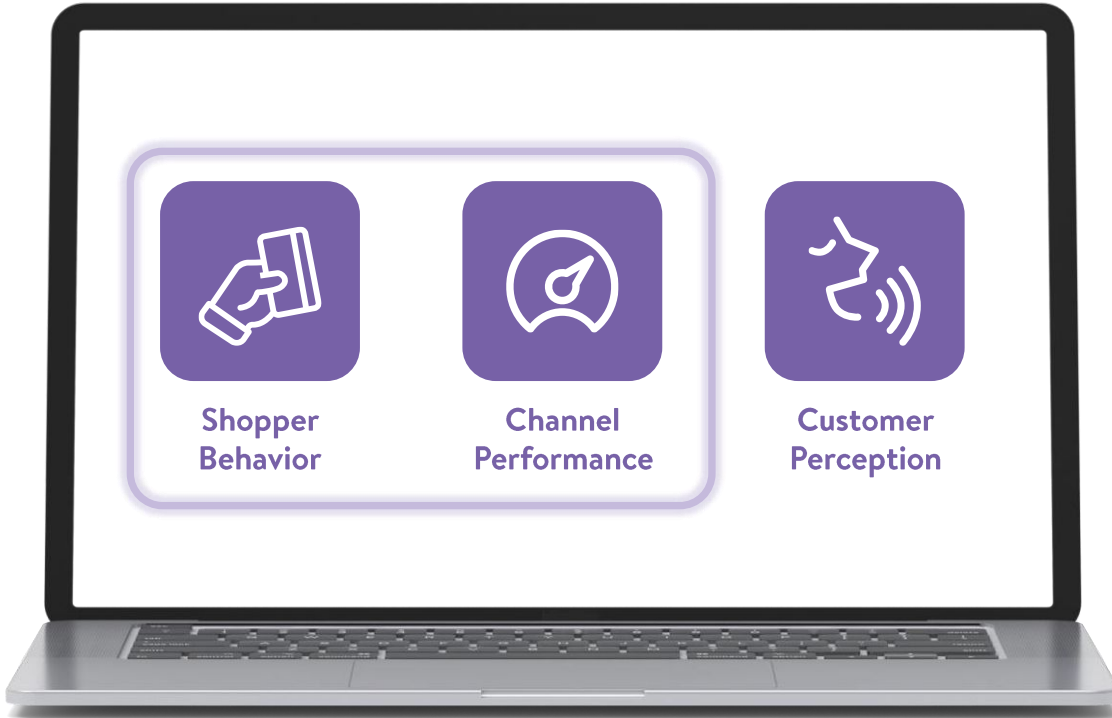 Shopper
Behavior
Channel
Performance
Customer
Perception